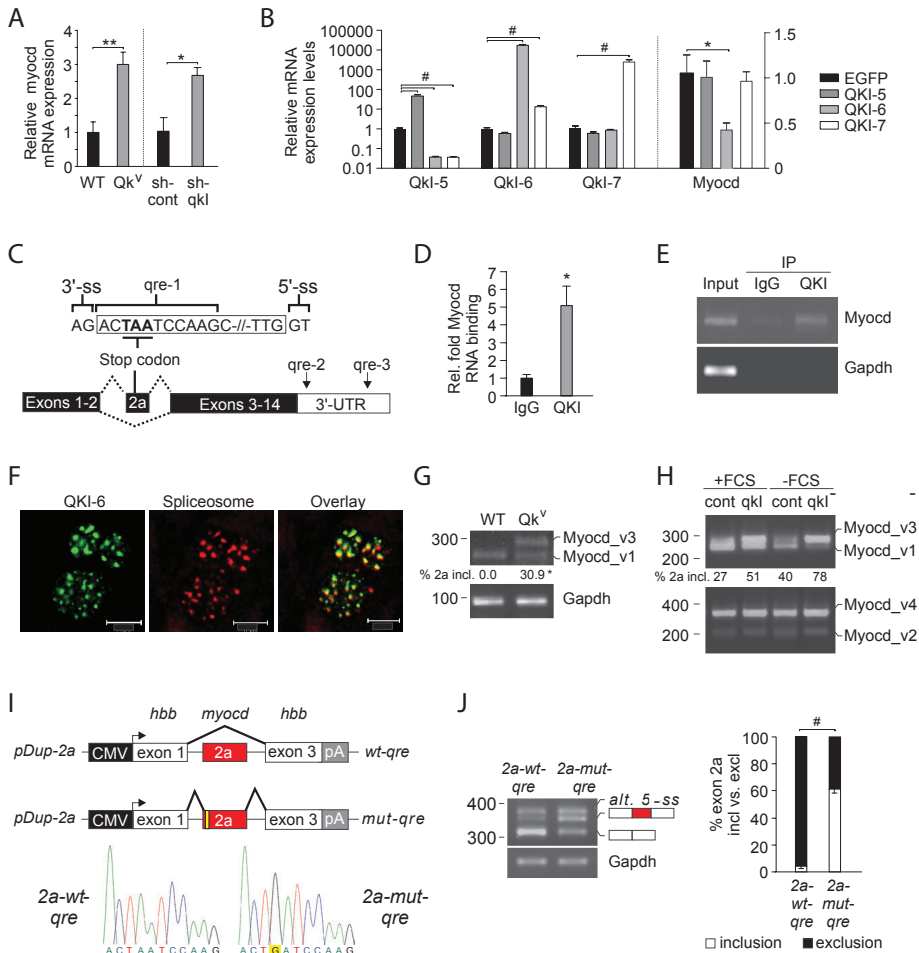 A
Relative myocd
mRNA expression
4
3
2
1
0
**
*
WT
Qkᵛ
sh-
cont
sh-
qkI
B
Relative mRNA
expression levels
100000
10000
1000
100
10
1
0.1
0.01
#
#
#
*
1.0
0.5
0
QkI-5
QkI-6
QkI-7
Myocd
EGFP
QKI-5
QKI-6
QKI-7
C
3'-ss
qre-1
5'-ss
AG
ACTAATCCAAGC-//-TTG
GT
Stop codon
qre-2
qre-3
Exons 1-2
2a
Exons 3-14
3'-UTR
D
Rel. fold Myocd
RNA binding
7
6
5
4
3
2
1
0
*
IgG
QKI
E
IP
Input
IgG
QKI
Myocd
Gapdh
F
QKI-6
Spliceosome
Overlay
G
WT
Qkᵛ
300
Myocd_v3
Myocd_v1
% 2a incl. 0.0 30.9 *
100
Gapdh
H
+FCS
-FCS
cont qkI cont qkI-
-
300
200
Myocd_v3
Myocd_v1
% 2a incl. 27 51 40 78
400
200
Myocd_v4
Myocd_v2
I
hbb myocd hbb
pDup-2a CMV exon 1 2a exon 3 pA wt-qre
pDup-2a CMV exon 1 2a exon 3 pA mut-qre
2a-wt-
qre
ACTAATCCAAG
2a-mut-
qre
ACTGATCCAAG
J
2a-wt-
qre
2a-mut-
qre
400
300
alt. 5-ss
Gapdh
% exon 2a
incl vs. excl
100
80
60
40
20
0
#
2a-
wt-
qre
2a-
mut-
qre
inclusion
exclusion